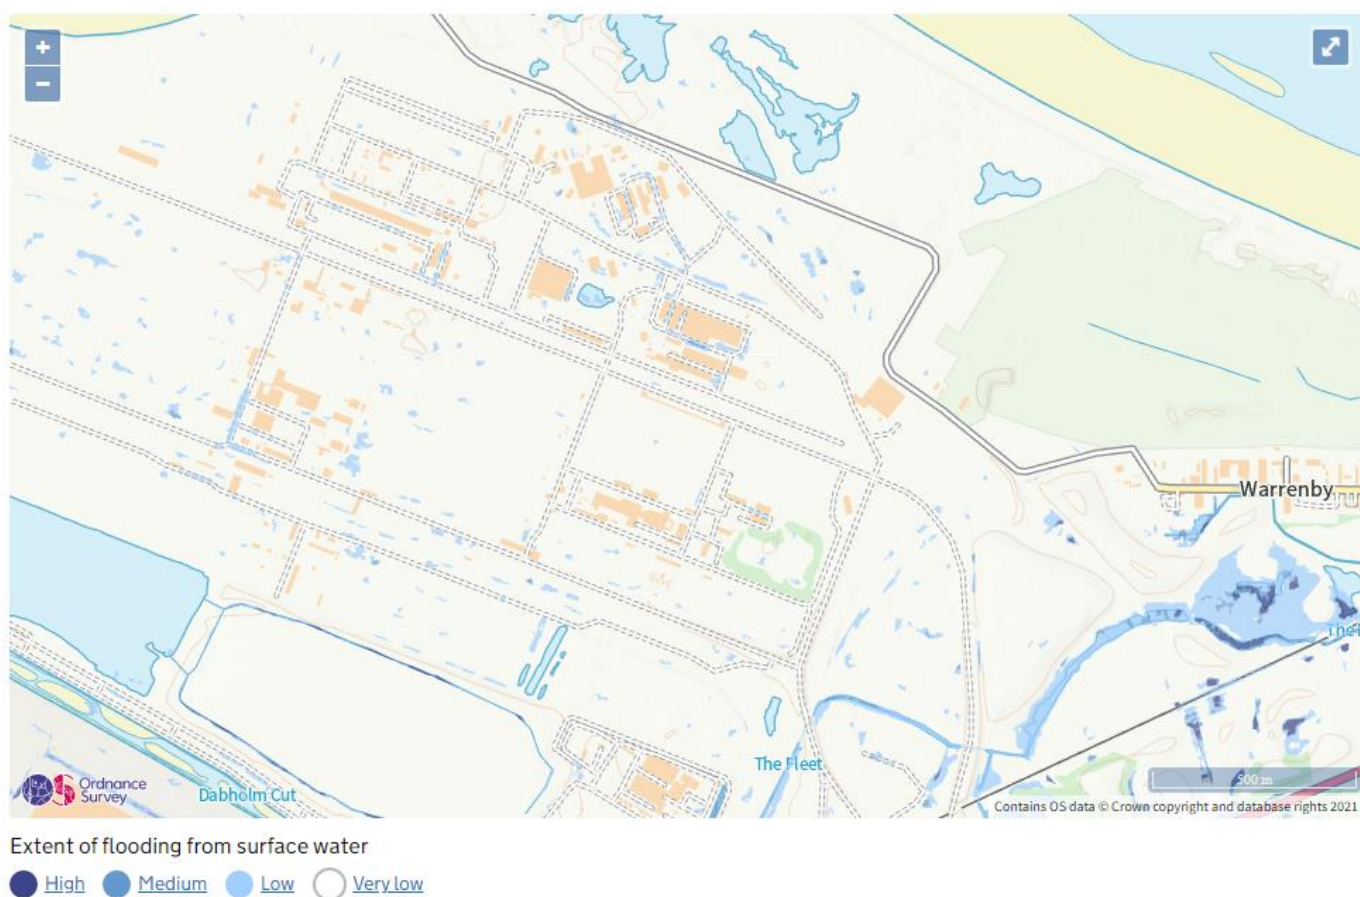 +
−
Warrenby
The Fleet
500 m
Ordnance
Survey
Dabholm Cut
Contains OS data © Crown copyright and database rights 2021
Extent of flooding from surface water
High Medium Low Very low